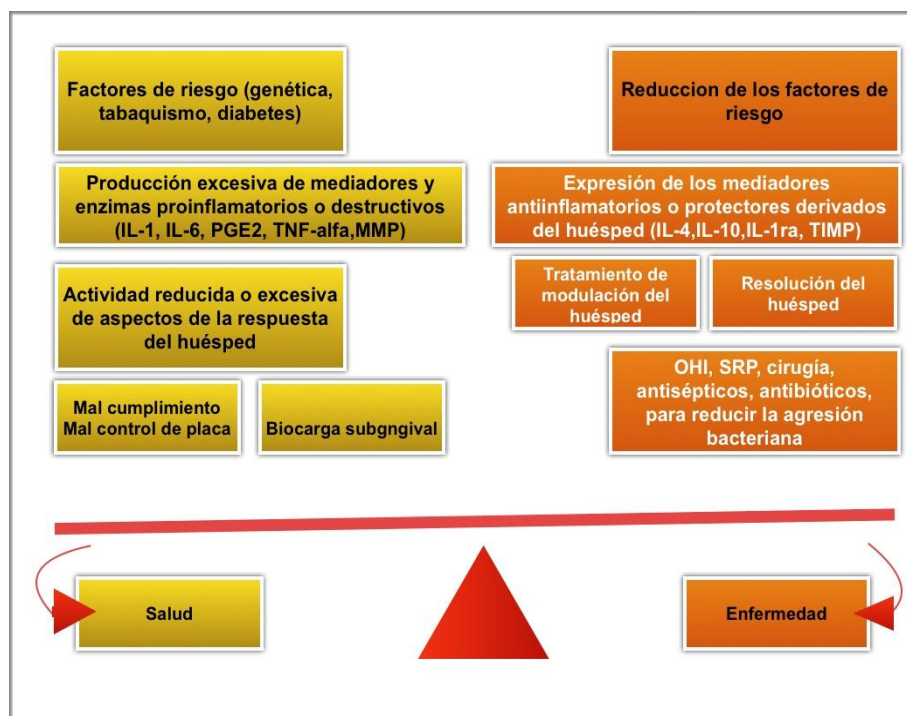 Factores de riesgo (genética,
tabaquismo, diabetes)
Producción excesiva de mediadores y
enzimas proinflamatorios o destructivos
(IL-1, IL-6, PGE2, TNF-alfa,MMP)
Actividad reducida o excesiva
de aspectos de la respuesta
del huésped
Mal cumplimiento
Mal control de placa
Biocarga subgngival
Reduccion de los factores de
riesgo
Expresión de los mediadores
antiinflamatorios o protectores derivados
del huésped (IL-4,IL-10,IL-1ra, TIMP)
Tratamiento de
modulación del
huésped
Resolución del
huésped
OHI, SRP, cirugía,
antisépticos, antibióticos,
para reducir la agresión
bacteriana
Salud
Enfermedad